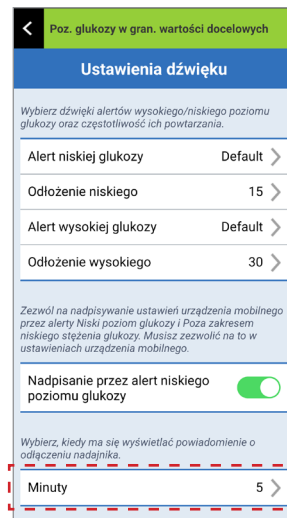 Poz. glukozy w gran. wartości docelowych
Ustawienia dźwięku
Wybierz dźwięki alertów wysokiego/niskiego poziomu
glukozy oraz częstotliwość ich powtarzania.
Alert niskiej glukozy Default
Odłożenie niskiego 15
Alert wysokiej glukozy Default
Odłożenie wysokiego 30
Zezwól na nadpisywanie ustawień urządzenia mobilnego
przez alerty Niski poziom glukozy i Poza zakresem
niskiego stężenia glukozy. Musisz zezwolić na to w
ustawieniach urządzenia mobilnego.
Nadpisanie przez alert niskiego
poziomu glukozy
Wybierz, kiedy ma się wyświetlać powiadomienie o
odłączeniu nadajnika.
Minuty 5